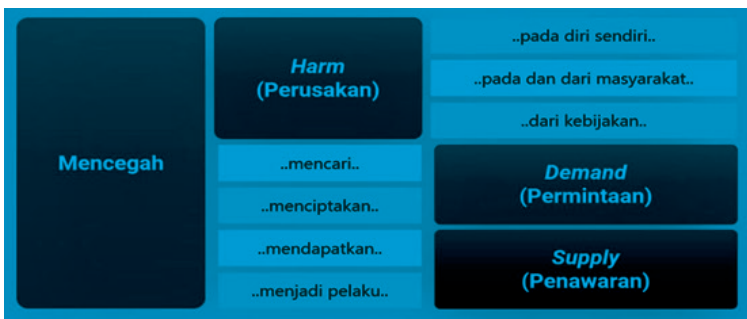 Mencegah
Harm
(Perusakan)
..pada diri sendiri..
..pada dan dari masyarakat..
..dari kebijakan..
..mencari..
..menciptakan..
..mendapatkan..
..menjadi pelaku..
Demand
(Permintaan)
Supply
(Penawaran)